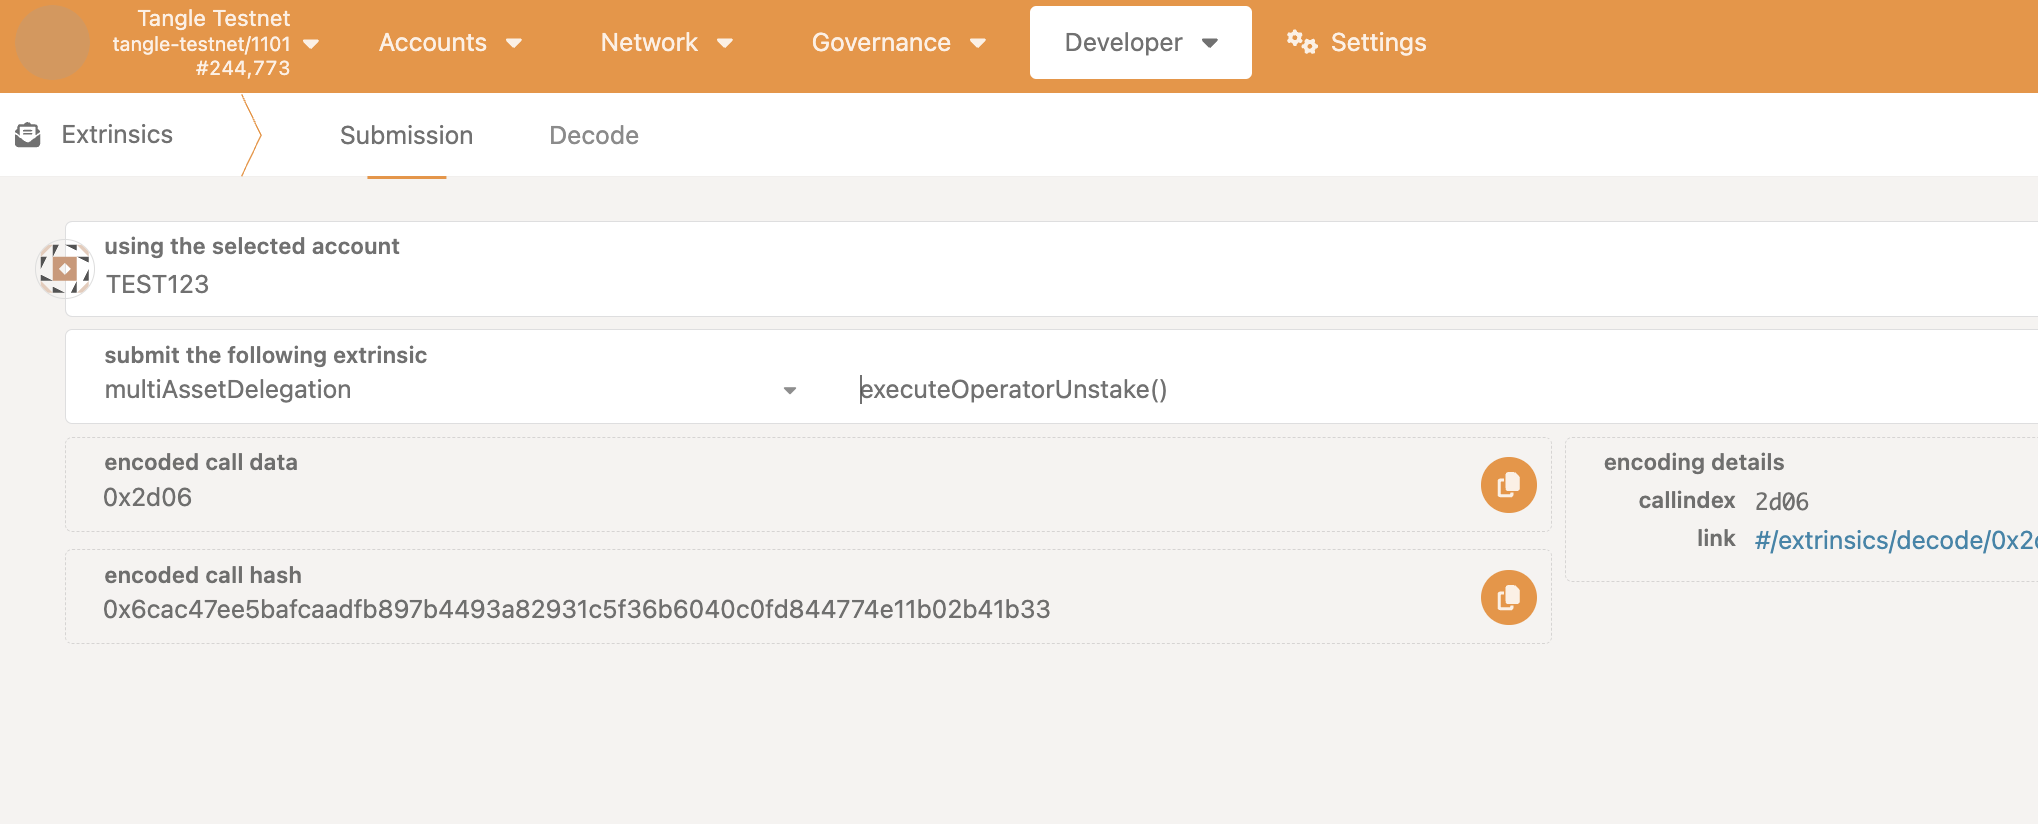 Tangle Testnet
tangle-testnet/1101
#244,773
Accounts
Network
Governance
Developer
Settings
Extrinsics
Submission
Decode
using the selected account
TEST123
submit the following extrinsic
multiAssetDelegation
executeOperatorUnstake()
encoded call data
0x2d06
encoding details
callindex 2d06
link #/extrinsics/decode/0x2
encoded call hash
0x6cac47ee5bafcaadfb897b4493a82931c5f36b6040c0fd844774e11b02b41b33